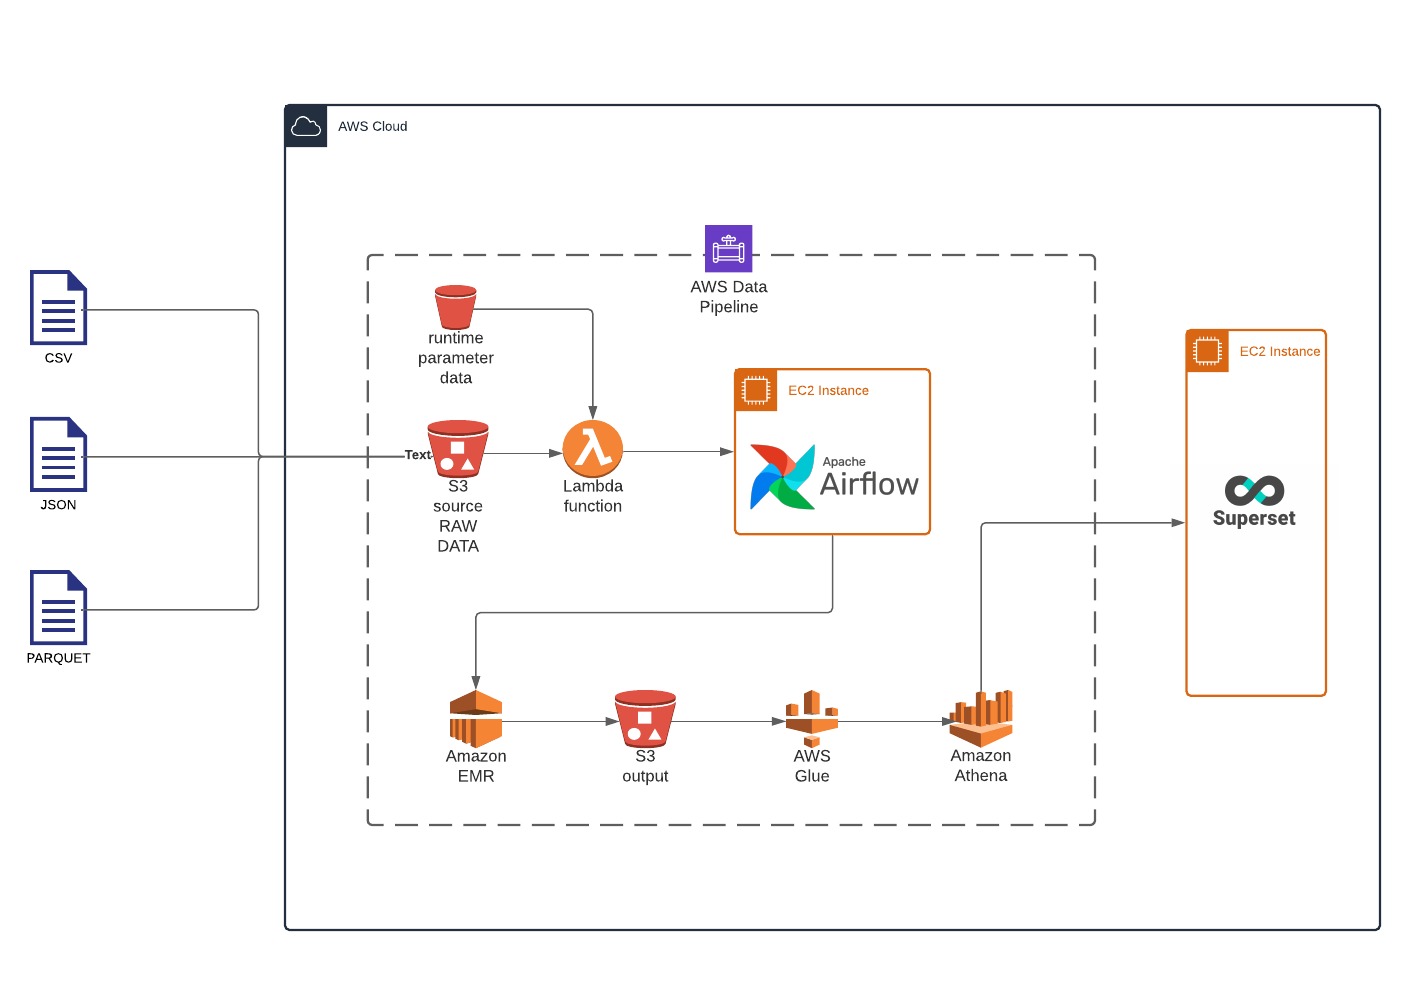 AWS Cloud
AWS Data
Pipeline
CSV
JSON
PARQUET
runtime
parameter
data
Text
S3
source
RAW
DATA
Lambda
function
EC2 Instance
Apache
Airflow
EC2 Instance
Superset
Amazon
EMR
S3
output
AWS
Glue
Amazon
Athena